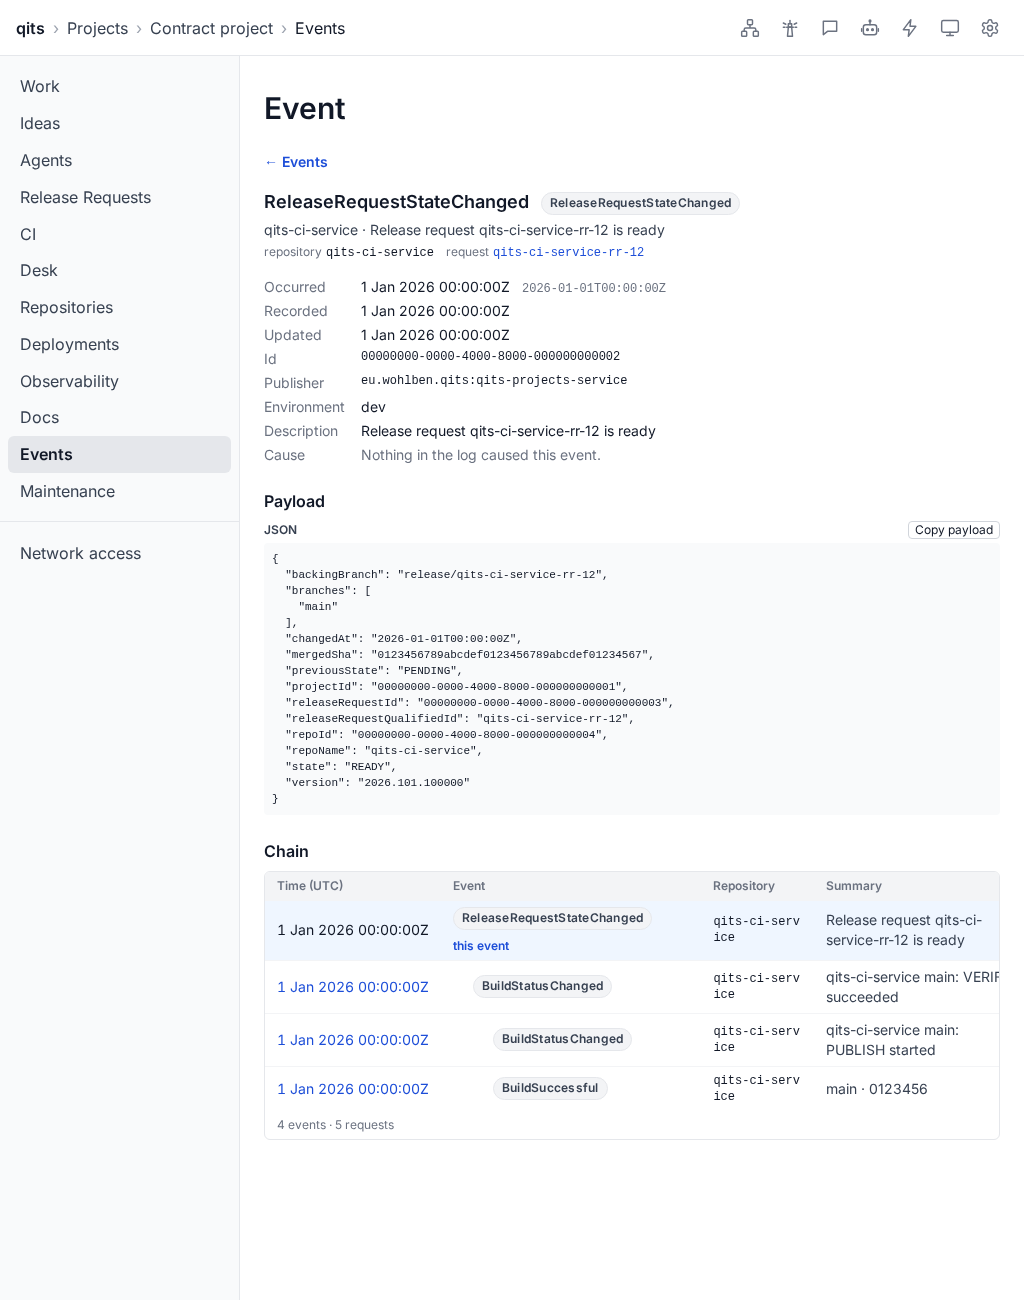 qits › Projects › Contract project › Events
Work
Ideas
Agents
Release Requests
CI
Desk
Repositories
Deployments
Observability
Docs
Events
Maintenance
Network access
Event
← Events
ReleaseRequestStateChanged ReleaseRequestStateChanged
qits-ci-service · Release request qits-ci-service-rr-12 is ready
repository qits-ci-service request qits-ci-service-rr-12
Occurred 1 Jan 2026 00:00:00Z 2026-01-01T00:00:00Z
Recorded 1 Jan 2026 00:00:00Z
Updated 1 Jan 2026 00:00:00Z
Id 00000000-0000-4000-8000-000000000002
Publisher eu.wohlben.qits:qits-projects-service
Environment dev
Description Release request qits-ci-service-rr-12 is ready
Cause Nothing in the log caused this event.
Payload
JSON Copy payload
{
  "backingBranch": "release/qits-ci-service-rr-12",
  "branches": [
    "main"
  ],
  "changedAt": "2026-01-01T00:00:00Z",
  "mergedSha": "0123456789abcdef0123456789abcdef01234567",
  "previousState": "PENDING",
  "projectId": "00000000-0000-4000-8000-000000000001",
  "releaseRequestId": "00000000-0000-4000-8000-000000000003",
  "releaseRequestQualifiedId": "qits-ci-service-rr-12",
  "repoId": "00000000-0000-4000-8000-000000000004",
  "repoName": "qits-ci-service",
  "state": "READY",
  "version": "2026.101.100000"
}
Chain
Time (UTC) Event Repository Summary
1 Jan 2026 00:00:00Z ReleaseRequestStateChanged this event qits-ci-serv
ice Release request qits-ci-
service-rr-12 is ready
1 Jan 2026 00:00:00Z BuildStatusChanged qits-ci-serv
ice qits-ci-service main: VERIF
succeeded
1 Jan 2026 00:00:00Z BuildStatusChanged qits-ci-serv
ice qits-ci-service main:
PUBLISH started
1 Jan 2026 00:00:00Z BuildSuccessful qits-ci-serv
ice main · 0123456
4 events · 5 requests